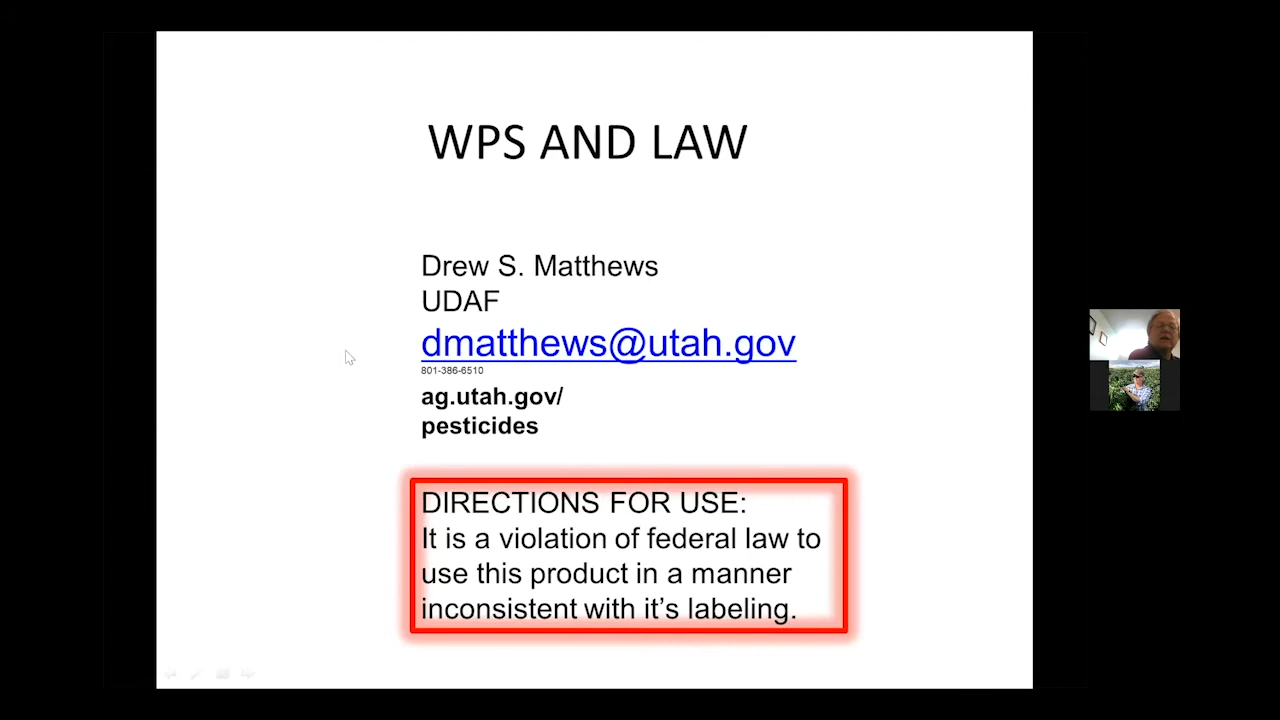 WPS AND LAW
Drew S. Matthews
UDAF
dmatthews@utah.gov
801-386-6510
ag.utah.gov/
pesticides
DIRECTIONS FOR USE:
It is a violation of federal law to
use this product in a manner
inconsistent with it’s labeling.